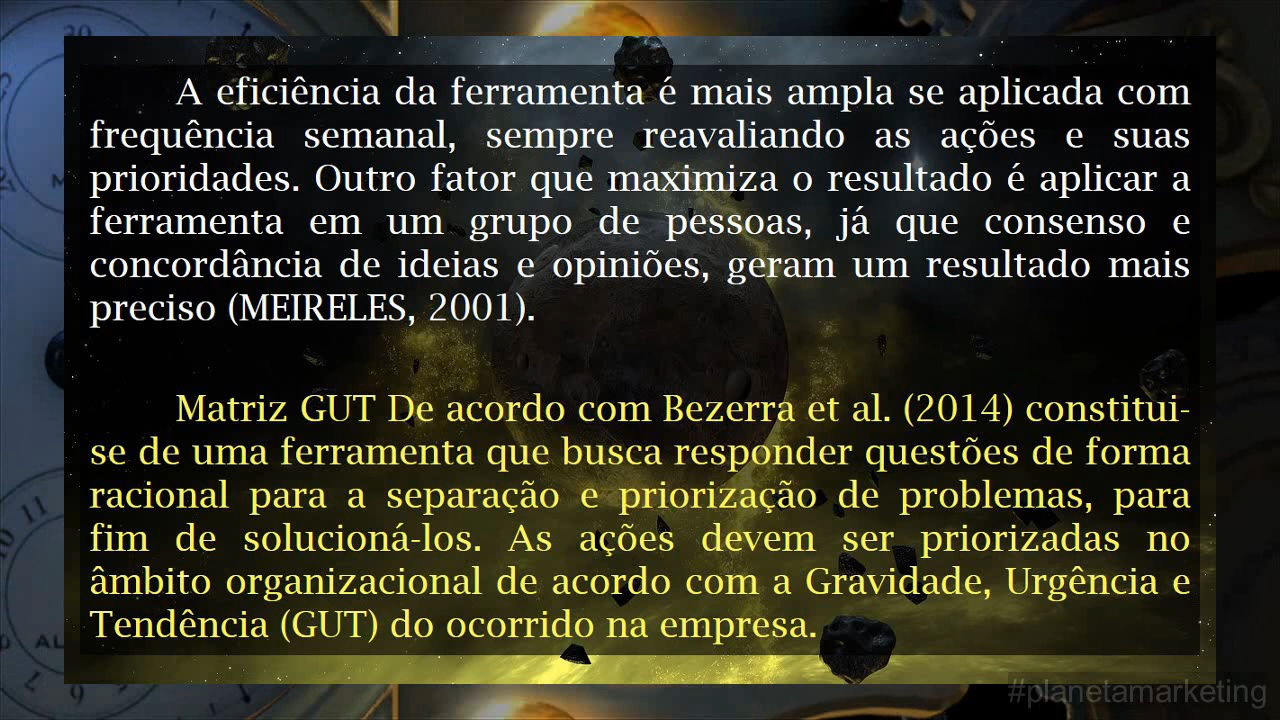 A eficiência da ferramenta é mais ampla se aplicada com
frequência semanal, sempre reavaliando as ações e suas
prioridades. Outro fator que maximiza o resultado é aplicar a
ferramenta em um grupo de pessoas, já que consenso e
concordância de ideias e opiniões, geram um resultado mais
preciso (MEIRELES, 2001).
Matriz GUT De acordo com Bezerra et al. (2014) constitui-
se de uma ferramenta que busca responder questões de forma
racional para a separação e priorização de problemas, para
fim de solucioná-los. As ações devem ser priorizadas no
âmbito organizacional de acordo com a Gravidade, Urgência e
Tendência (GUT) do ocorrido na empresa.
#planetamarketing